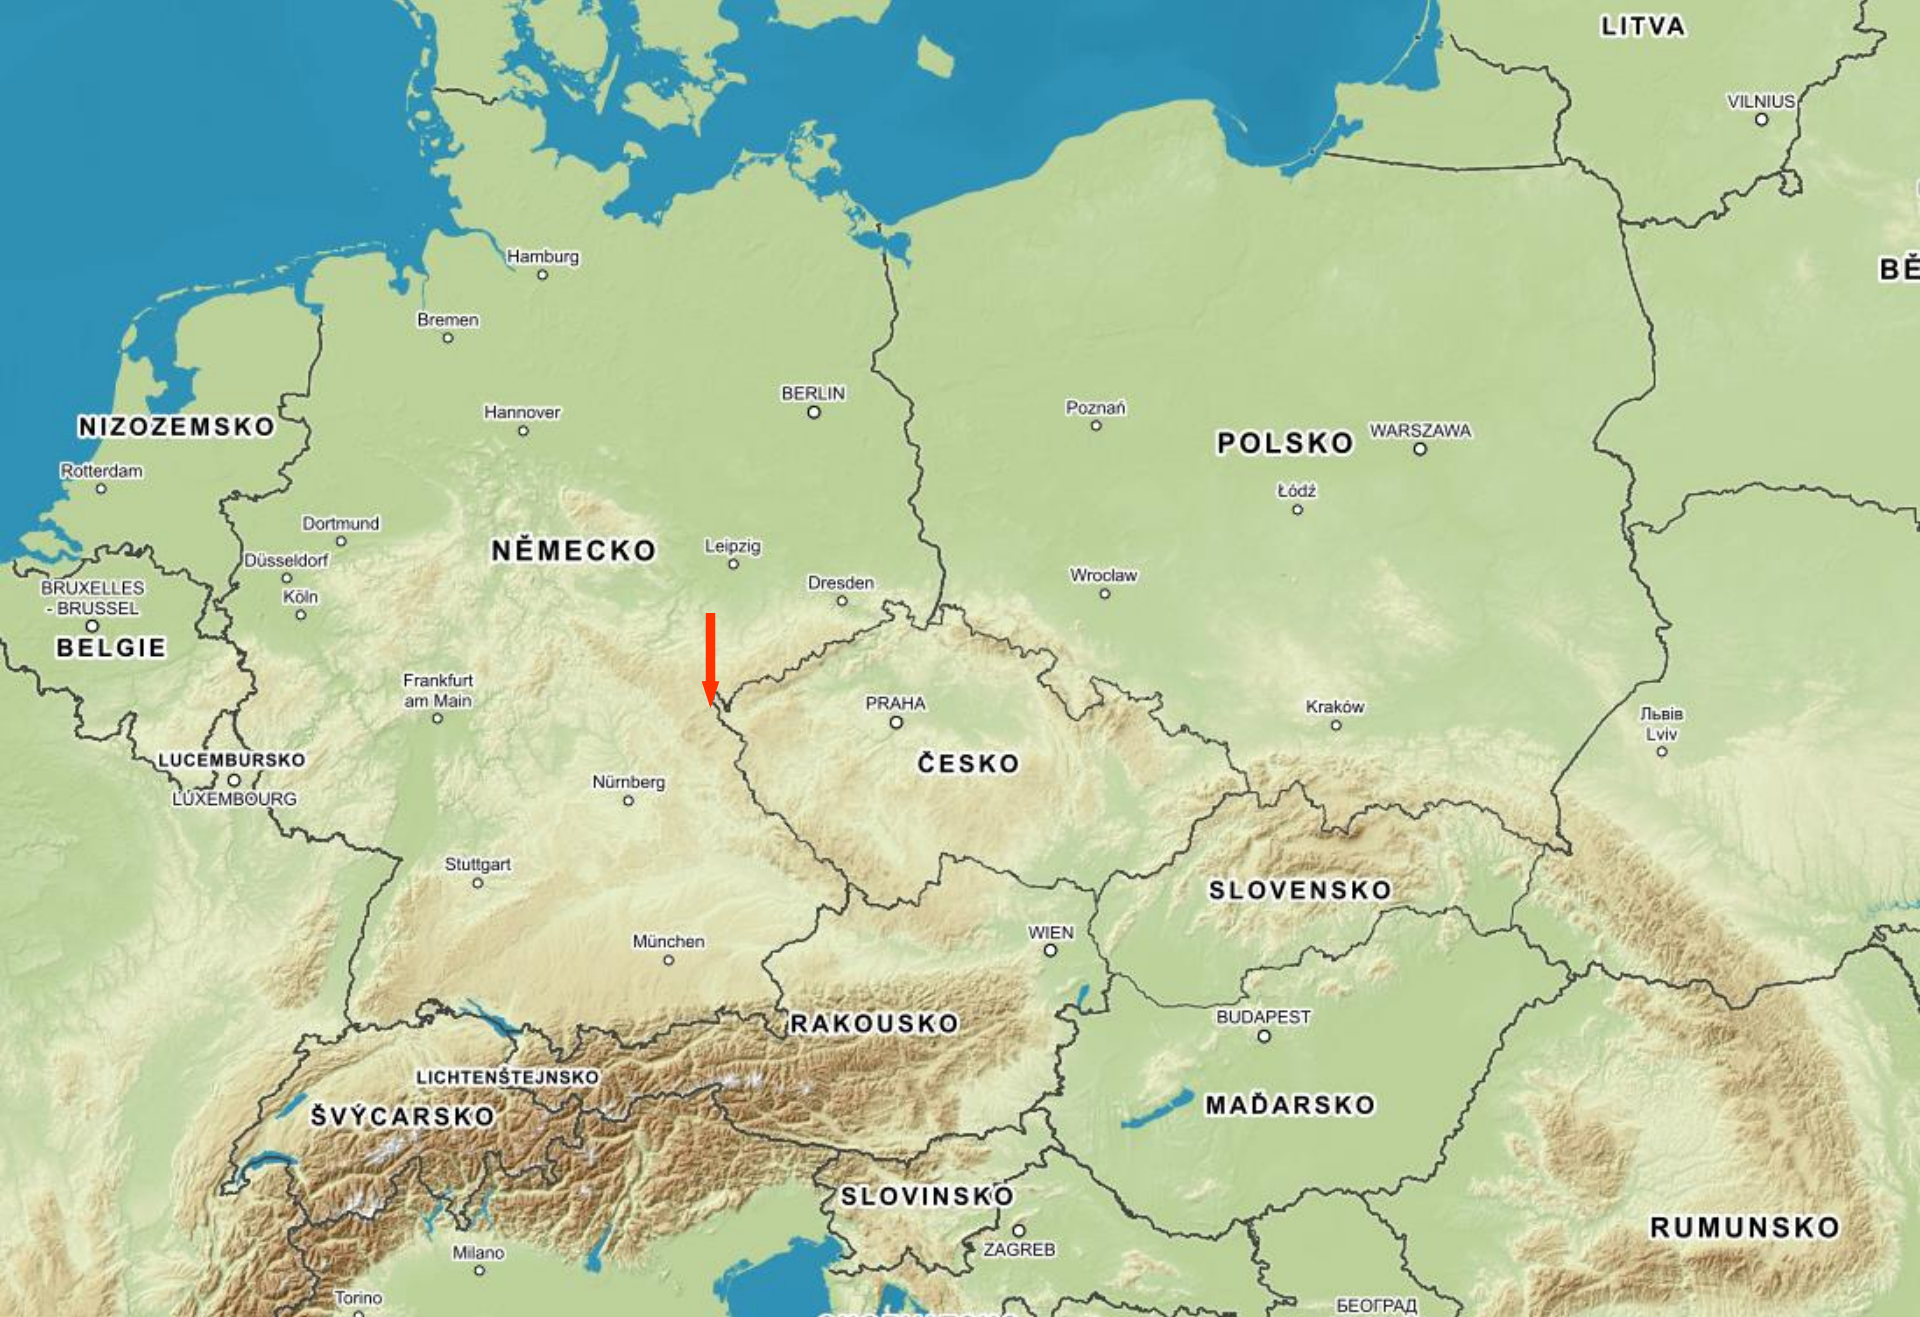 LITVA
VILNIUS
Hamburg
BĚ
Bremen
BERLIN
Hannover
Poznań
NIZOZEMSKO
POLSKO
WARSZAWA
Rotterdam
Łódź
Dortmund
NĚMECKO
Leipzig
Düsseldorf
Dresden
Wrocław
BRUXELLES
- BRUSSEL
Köln
BELGIE
Frankfurt
am Main
PRAHA
Kraków
Львів
Lviv
LUCEMBURSKO
ČESKO
Nürnberg
LUXEMBOURG
Stuttgart
SLOVENSKO
München
WIEN
RAKOUSKO
BUDAPEST
LICHTENŠTEJNSKO
ŠVÝCARSKO
MAĎARSKO
SLOVINSKO
RUMUNSKO
ZAGREB
Milano
Torino
БЕОГРАД